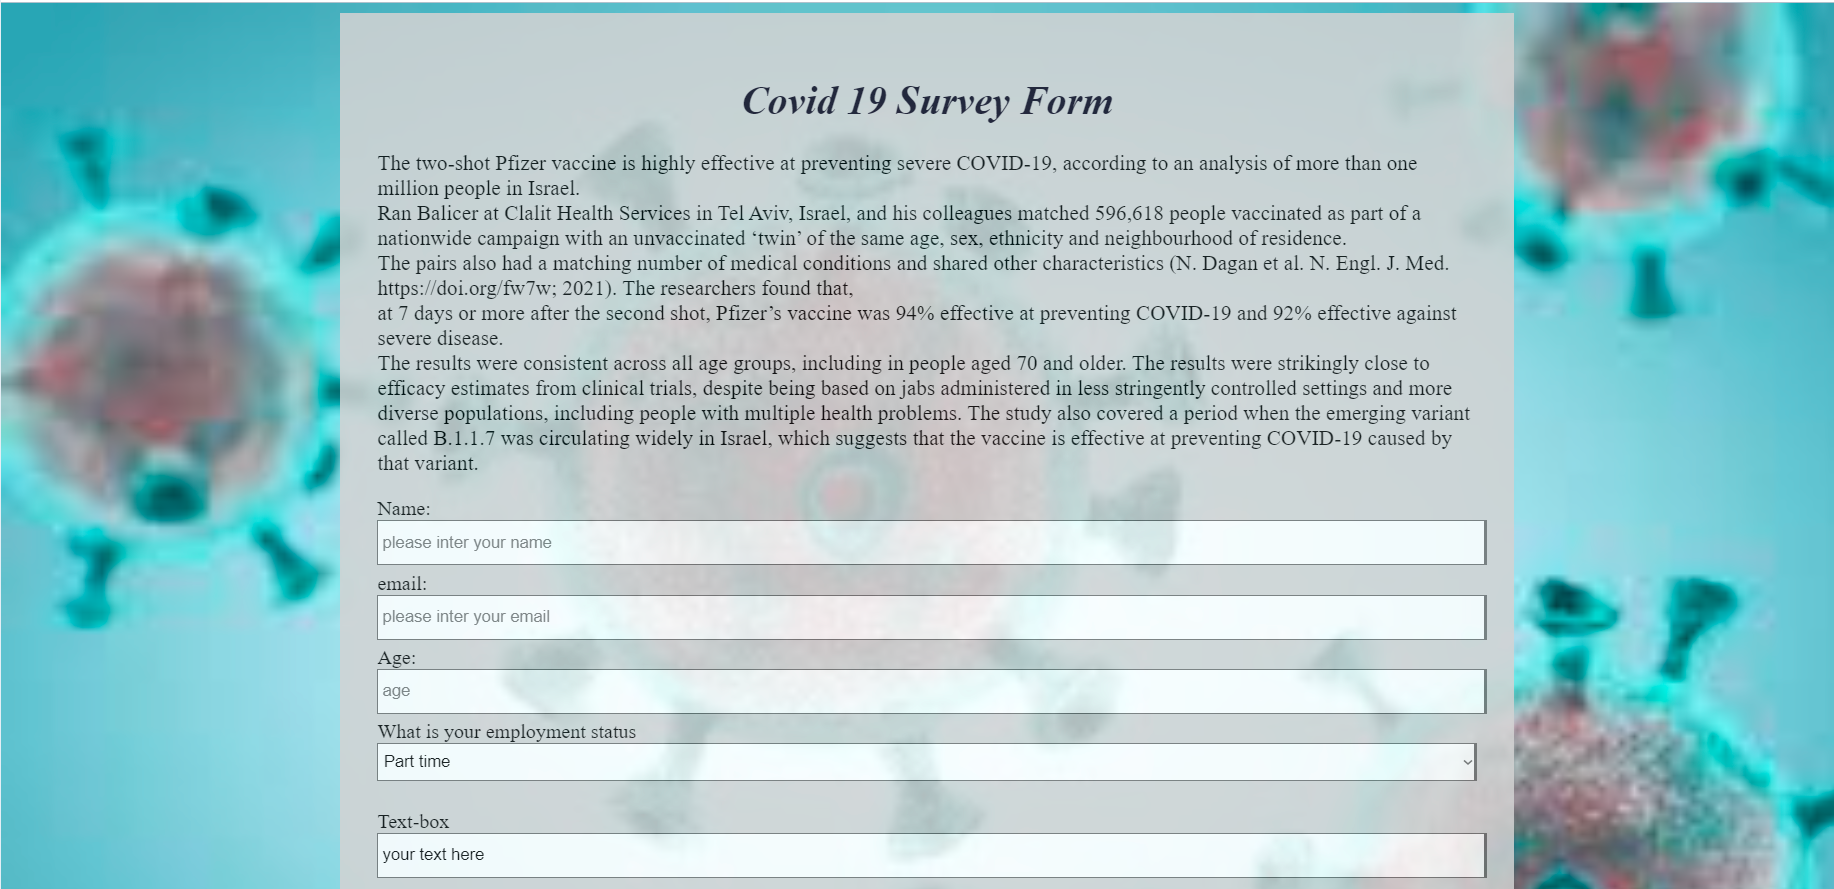 Covid 19 Survey Form
The two-shot Pfizer vaccine is highly effective at preventing severe COVID-19, according to an analysis of more than one
million people in Israel.
Ran Balicer at Clalit Health Services in Tel Aviv, Israel, and his colleagues matched 596,618 people vaccinated as part of a
nationwide campaign with an unvaccinated ‘twin’ of the same age, sex, ethnicity and neighbourhood of residence.
The pairs also had a matching number of medical conditions and shared other characteristics (N. Dagan et al. N. Engl. J. Med.
https://doi.org/fw7w; 2021). The researchers found that,
at 7 days or more after the second shot, Pfizer’s vaccine was 94% effective at preventing COVID-19 and 92% effective against
severe disease.
The results were consistent across all age groups, including in people aged 70 and older. The results were strikingly close to
efficacy estimates from clinical trials, despite being based on jabs administered in less stringently controlled settings and more
diverse populations, including people with multiple health problems. The study also covered a period when the emerging variant
called B.1.1.7 was circulating widely in Israel, which suggests that the vaccine is effective at preventing COVID-19 caused by
that variant.
Name:
please inter your name
email:
please inter your email
Age:
age
What is your employment status
Part time
Text-box
your text here